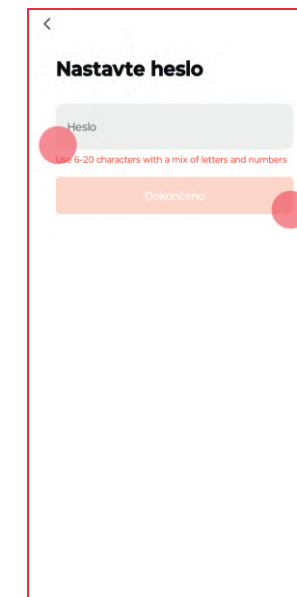 Nastavte heslo
Heslo
Use 6-20 characters with a mix of letters and numbers
Dokončeno